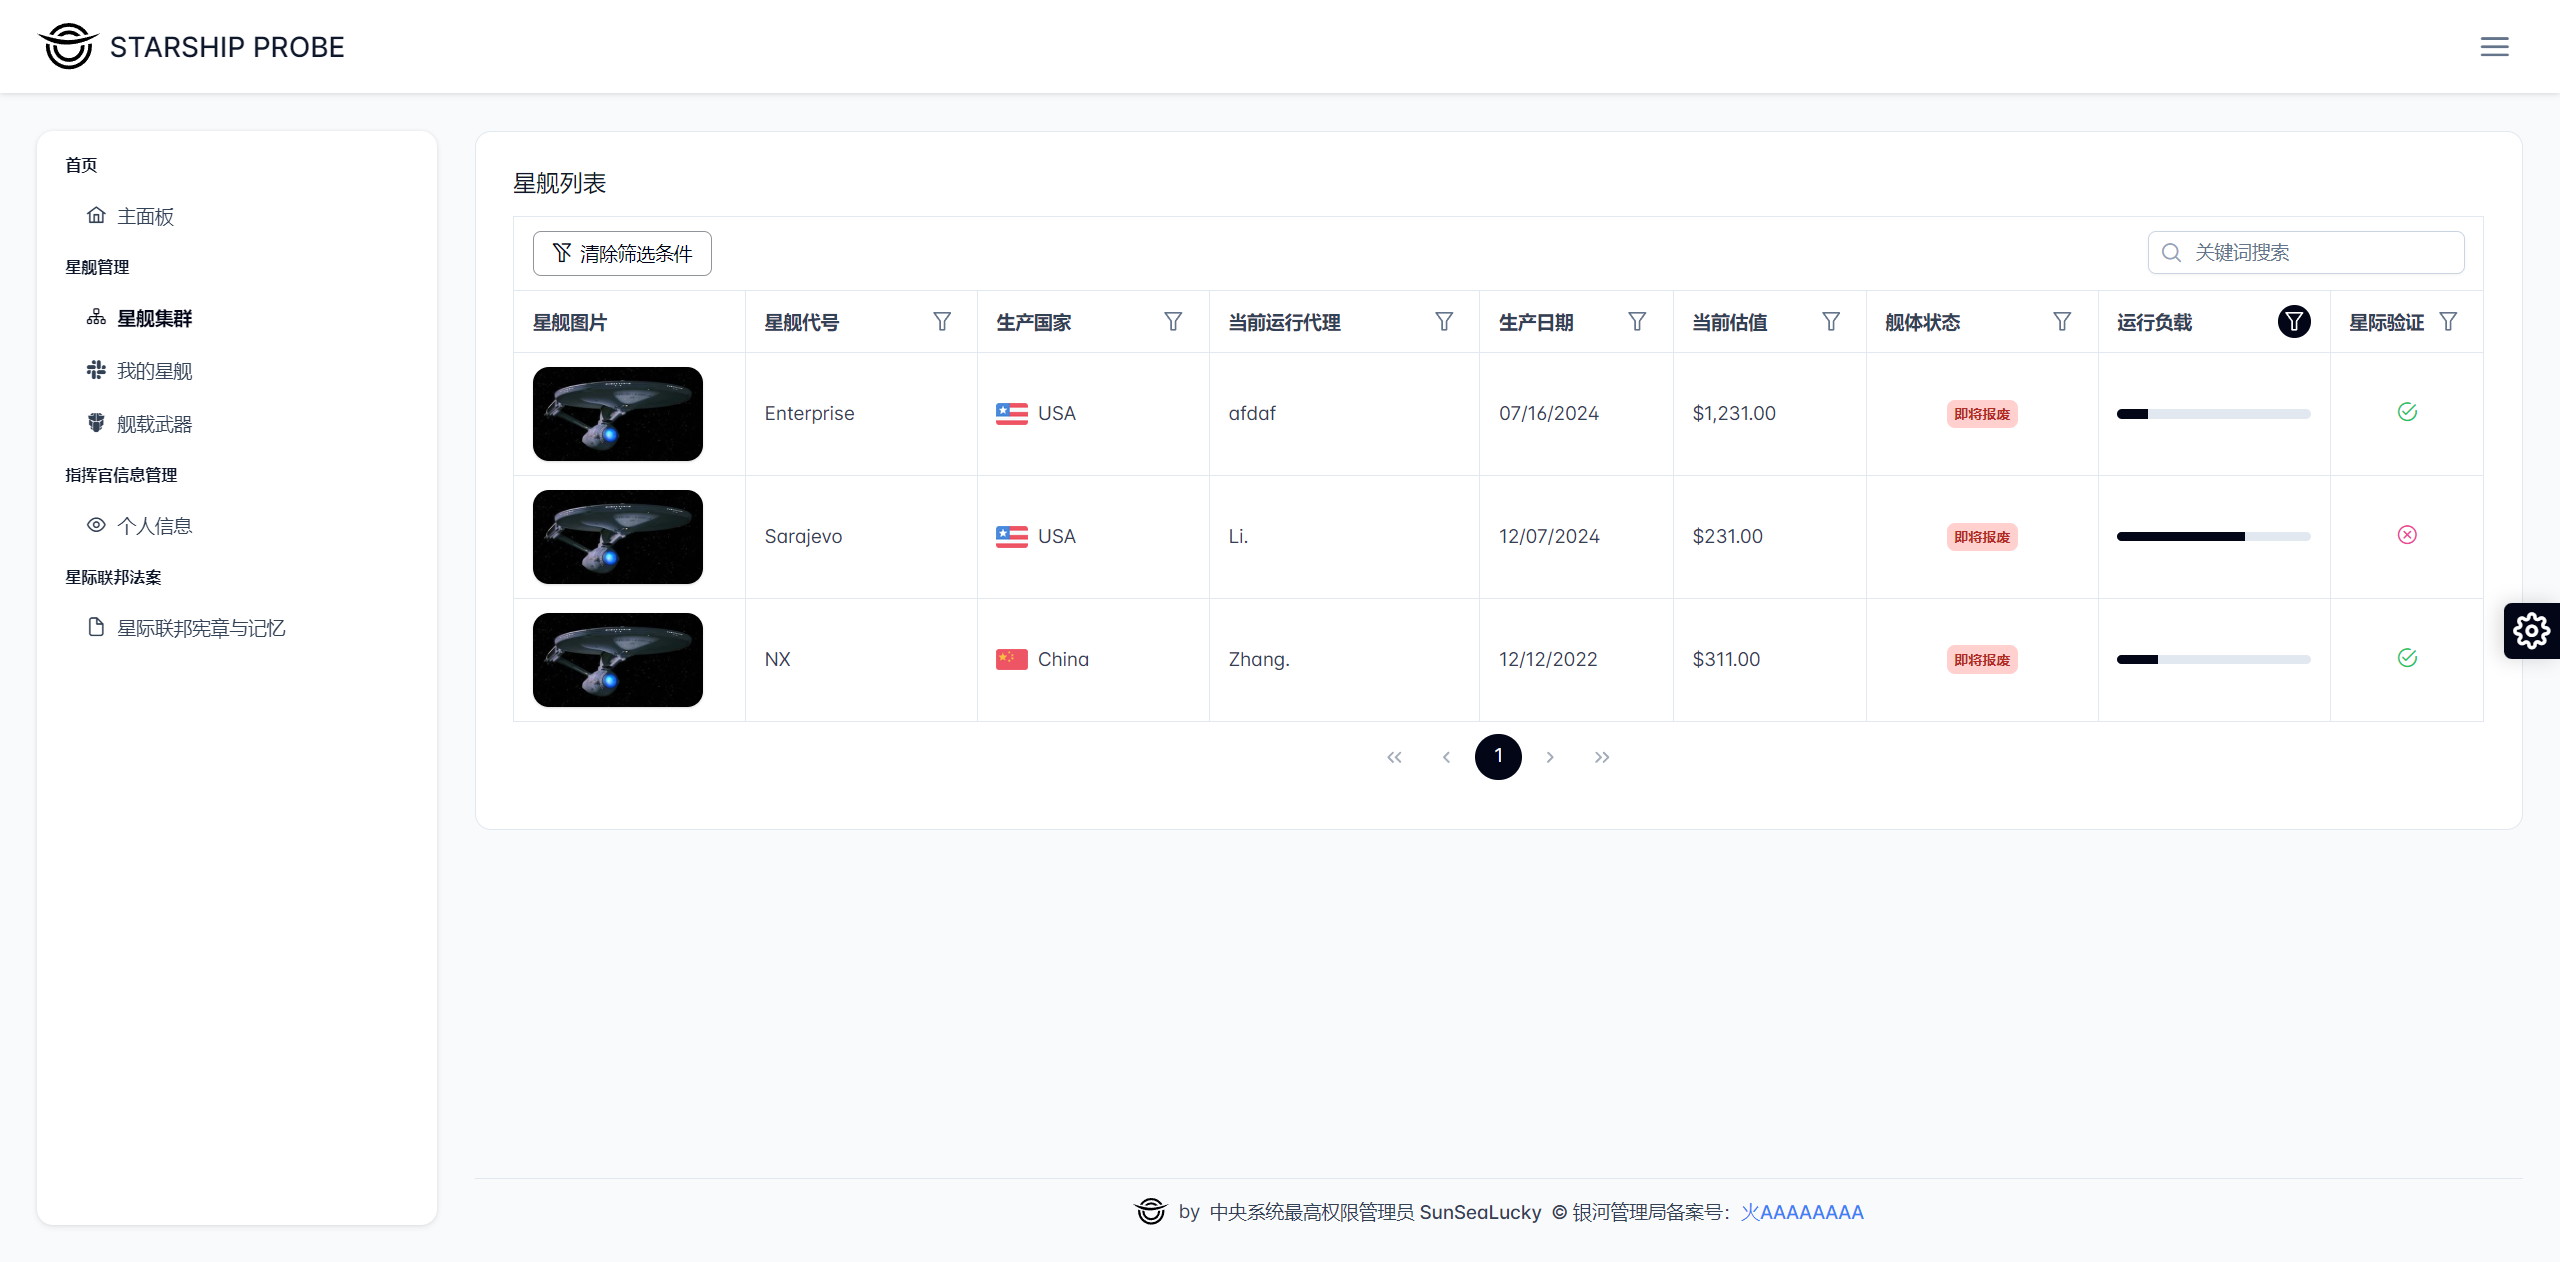 STARSHIP PROBE
首页
主面板
星舰管理
星舰集群
我的星舰
舰载武器
指挥官信息管理
个人信息
星际联邦法案
星际联邦宪章与记忆
星舰列表
清除筛选条件
关键词搜索
星舰图片 星舰代号 生产国家 当前运行代理 生产日期 当前估值 舰体状态 运行负载 星际验证
Enterprise USA afdaf 07/16/2024 $1,231.00 即将报废
Sarajevo USA Li. 12/07/2024 $231.00 即将报废
NX China Zhang. 12/12/2022 $311.00 即将报废
1
by 中央系统最高权限管理员 SunSeaLucky © 银河管理局备案号：火AAAAAAAA